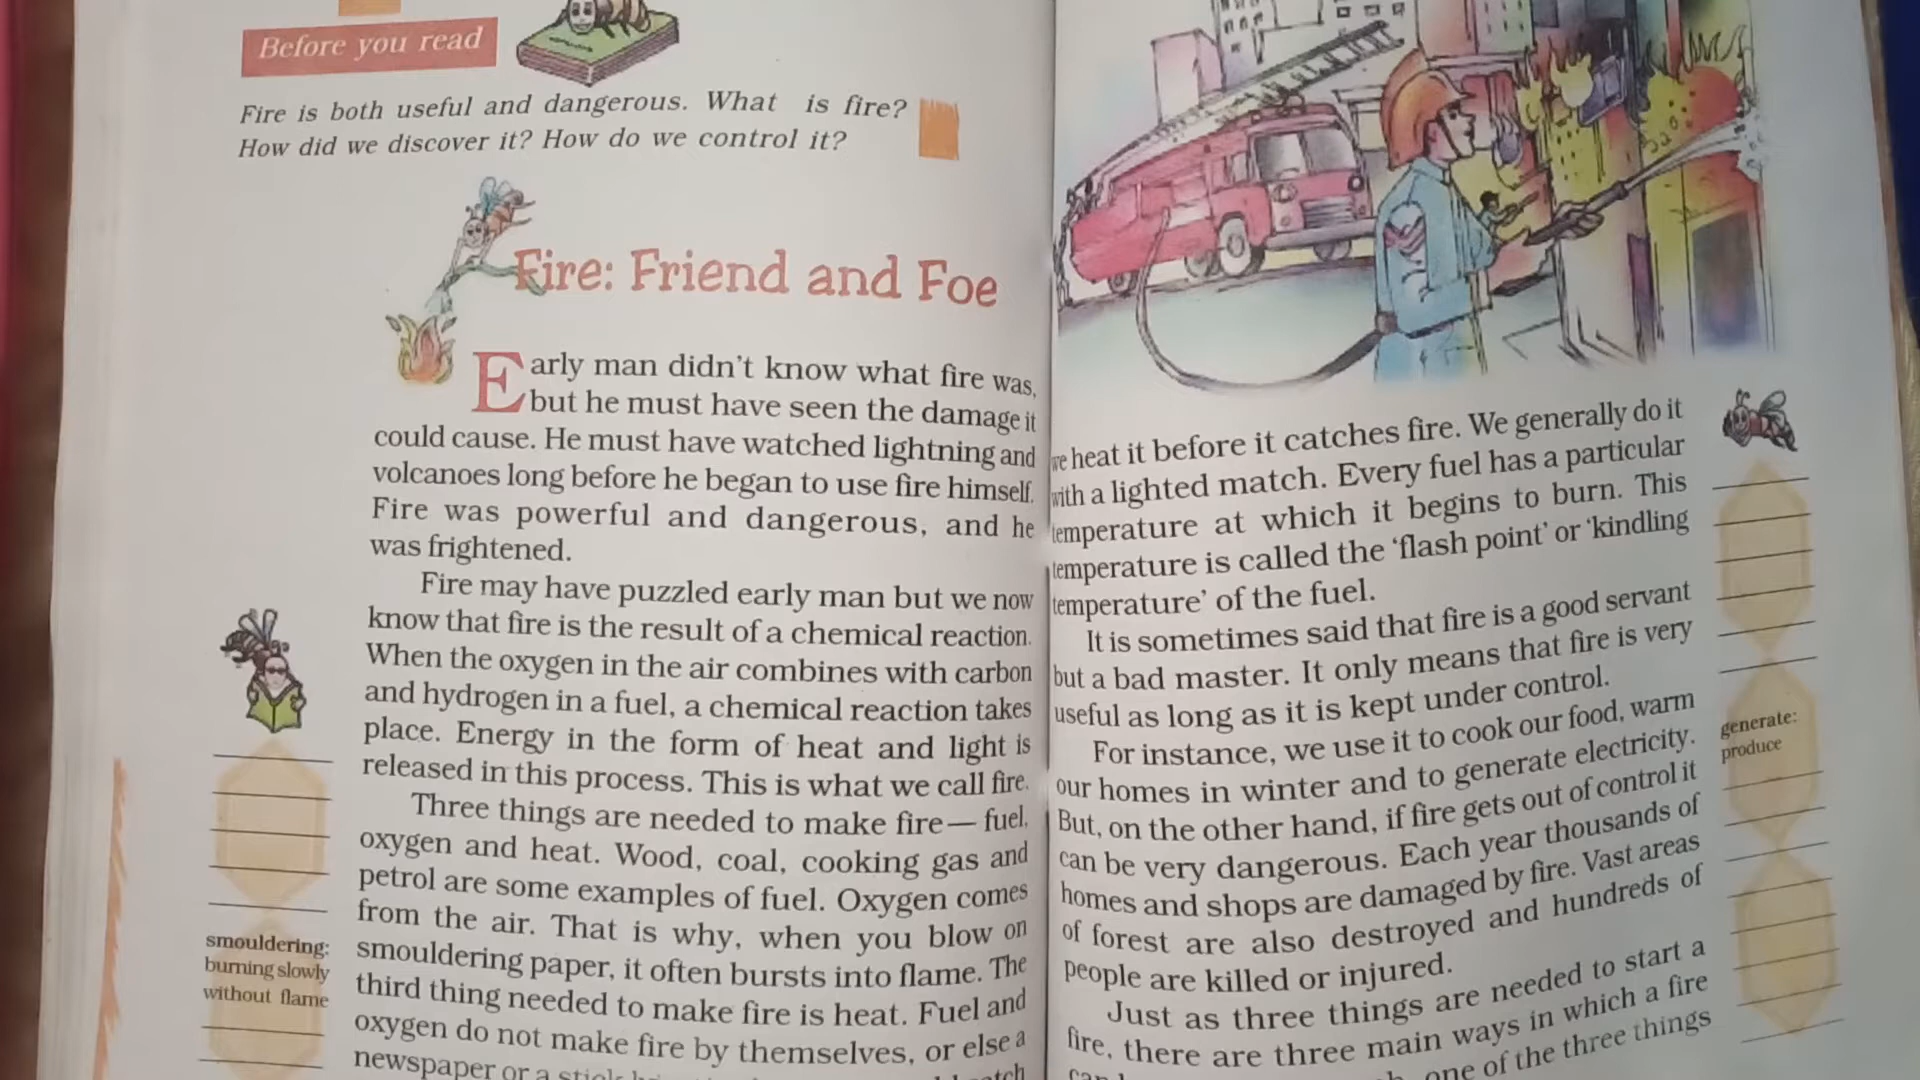 Before you read
Fire is both useful and dangerous. What is fire?
How did we discover it? How do we control it?
Fire: Friend and Foe
Early man didn't know what fire was,
but he must have seen the damage it
could cause. He must have watched lightning and
volcanoes long before he began to use fire himself.
Fire was powerful and dangerous, and he
was frightened.
Fire may have puzzled early man but we now
know that fire is the result of a chemical reaction.
When the oxygen in the air combines with carbon
and hydrogen in a fuel, a chemical reaction takes
place. Energy in the form of heat and light is
released in this process. This is what we call fire.
Three things are needed to make fire — fuel,
oxygen and heat. Wood, coal, cooking gas and
petrol are some examples of fuel. Oxygen comes
from the air. That is why, when you blow on
smouldering paper, it often bursts into flame. The
third thing needed to make fire is heat. Fuel and
oxygen do not make fire by themselves, or else a
newspaper or a stick
smouldering:
burning slowly
without flame
we heat it before it catches fire. We generally do it
with a lighted match. Every fuel has a particular
temperature at which it begins to burn. This
temperature is called the 'flash point' or 'kindling
temperature' of the fuel.
It is sometimes said that fire is a good servant
but a bad master. It only means that fire is very
useful as long as it is kept under control.
For instance, we use it to cook our food, warm
our homes in winter and to generate electricity.
But, on the other hand, if fire gets out of control it
can be very dangerous. Each year thousands of
homes and shops are damaged by fire. Vast areas
of forest are also destroyed and hundreds of
people are killed or injured.
Just as three things are needed to start a
fire, there are three main ways in which a fire
one of the three things
generate:
produce